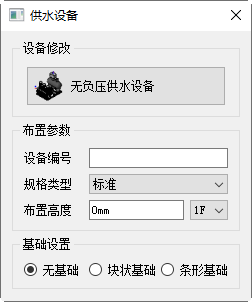 供水设备
设备修改
无负压供水设备
布置参数
设备编号
规格类型 标准
布置高度 0mm 1F
基础设置
无基础 块状基础 条形基础